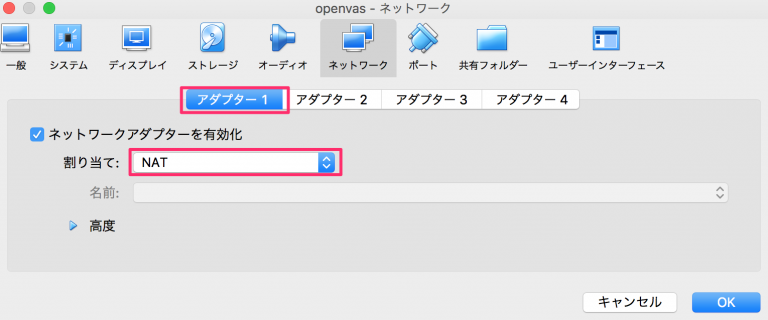 openvas - ネットワーク
一般 システム ディスプレイ ストレージ オーディオ ネットワーク ポート 共有フォルダー ユーザーインターフェース
アダプター 1 アダプター 2 アダプター 3 アダプター 4
ネットワークアダプターを有効化
割り当て: NAT
名前:
高度
キャンセル OK